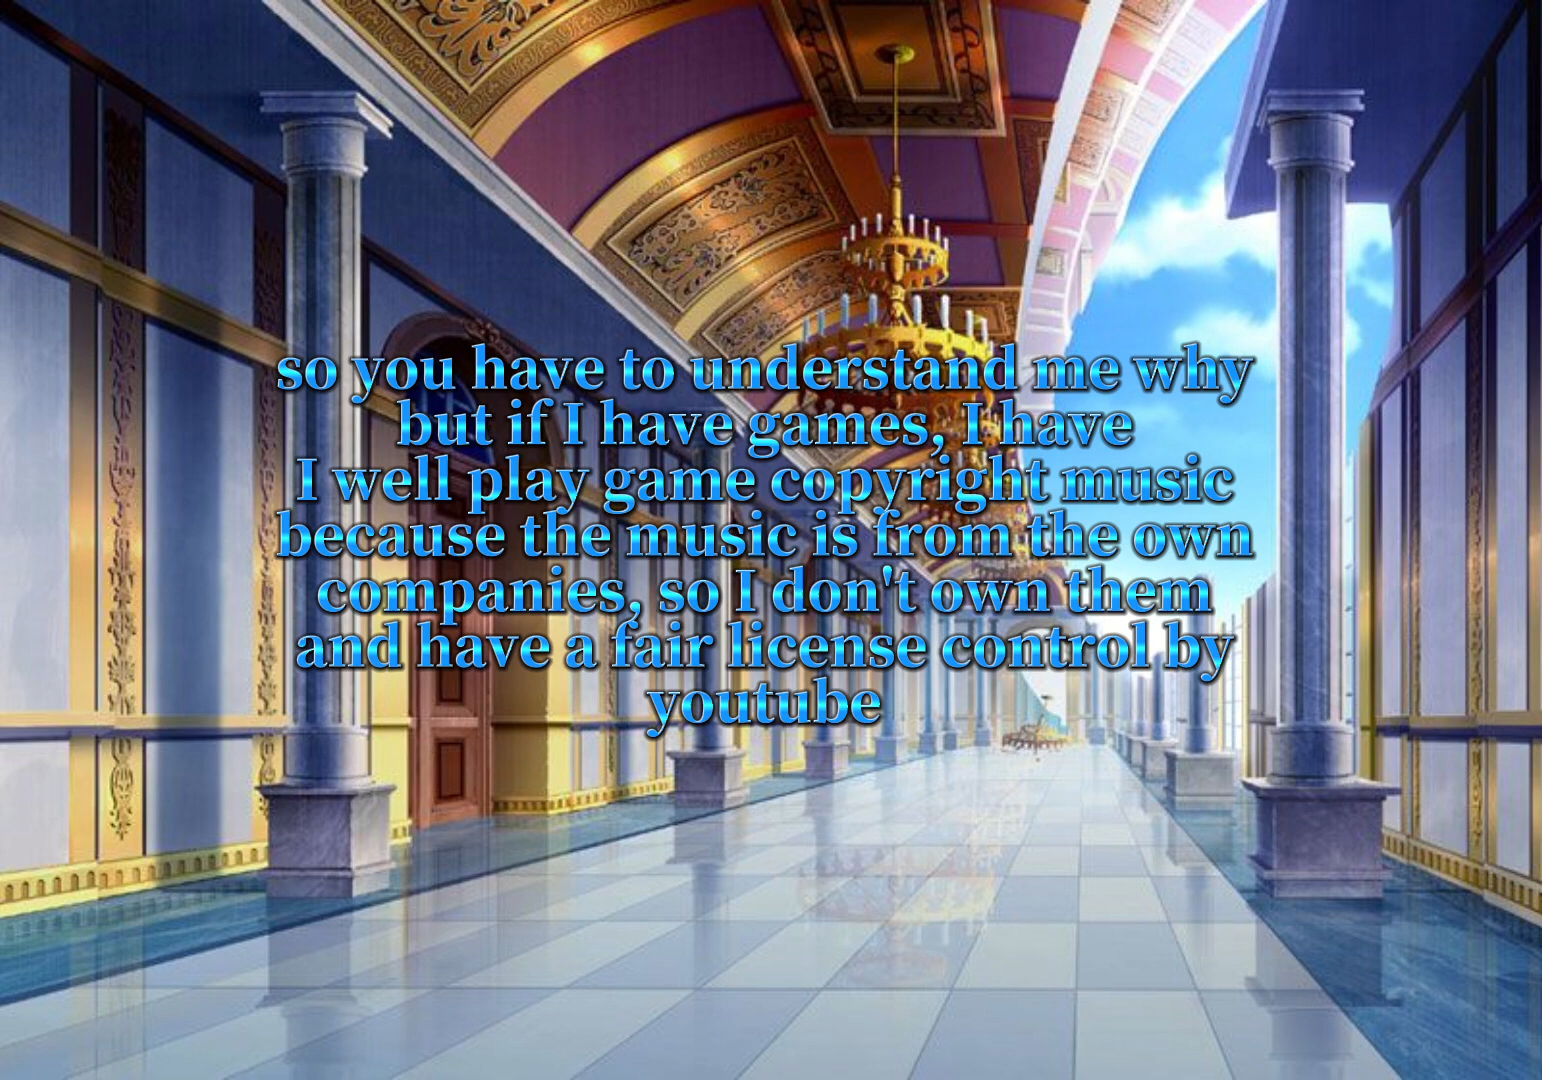 so you have to understand me why
but if I have games, I have
I well play game copyright music
because the music is from the own
companies, so I don't own them
and have a fair license control by
youtube